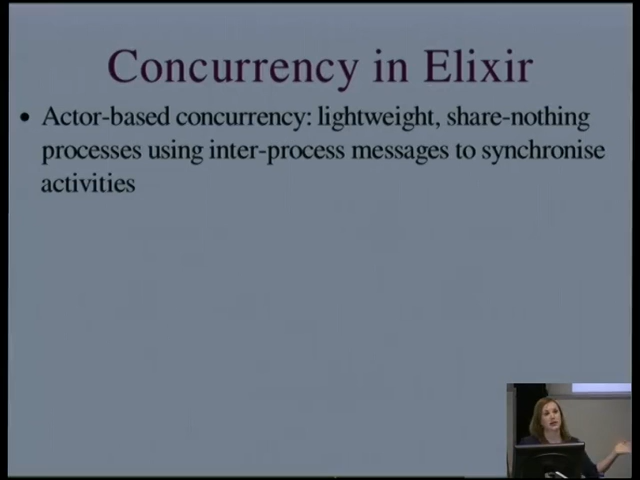 Concurrency in Elixir
• Actor-based concurrency: lightweight, share-nothing
processes using inter-process messages to synchronise
activities